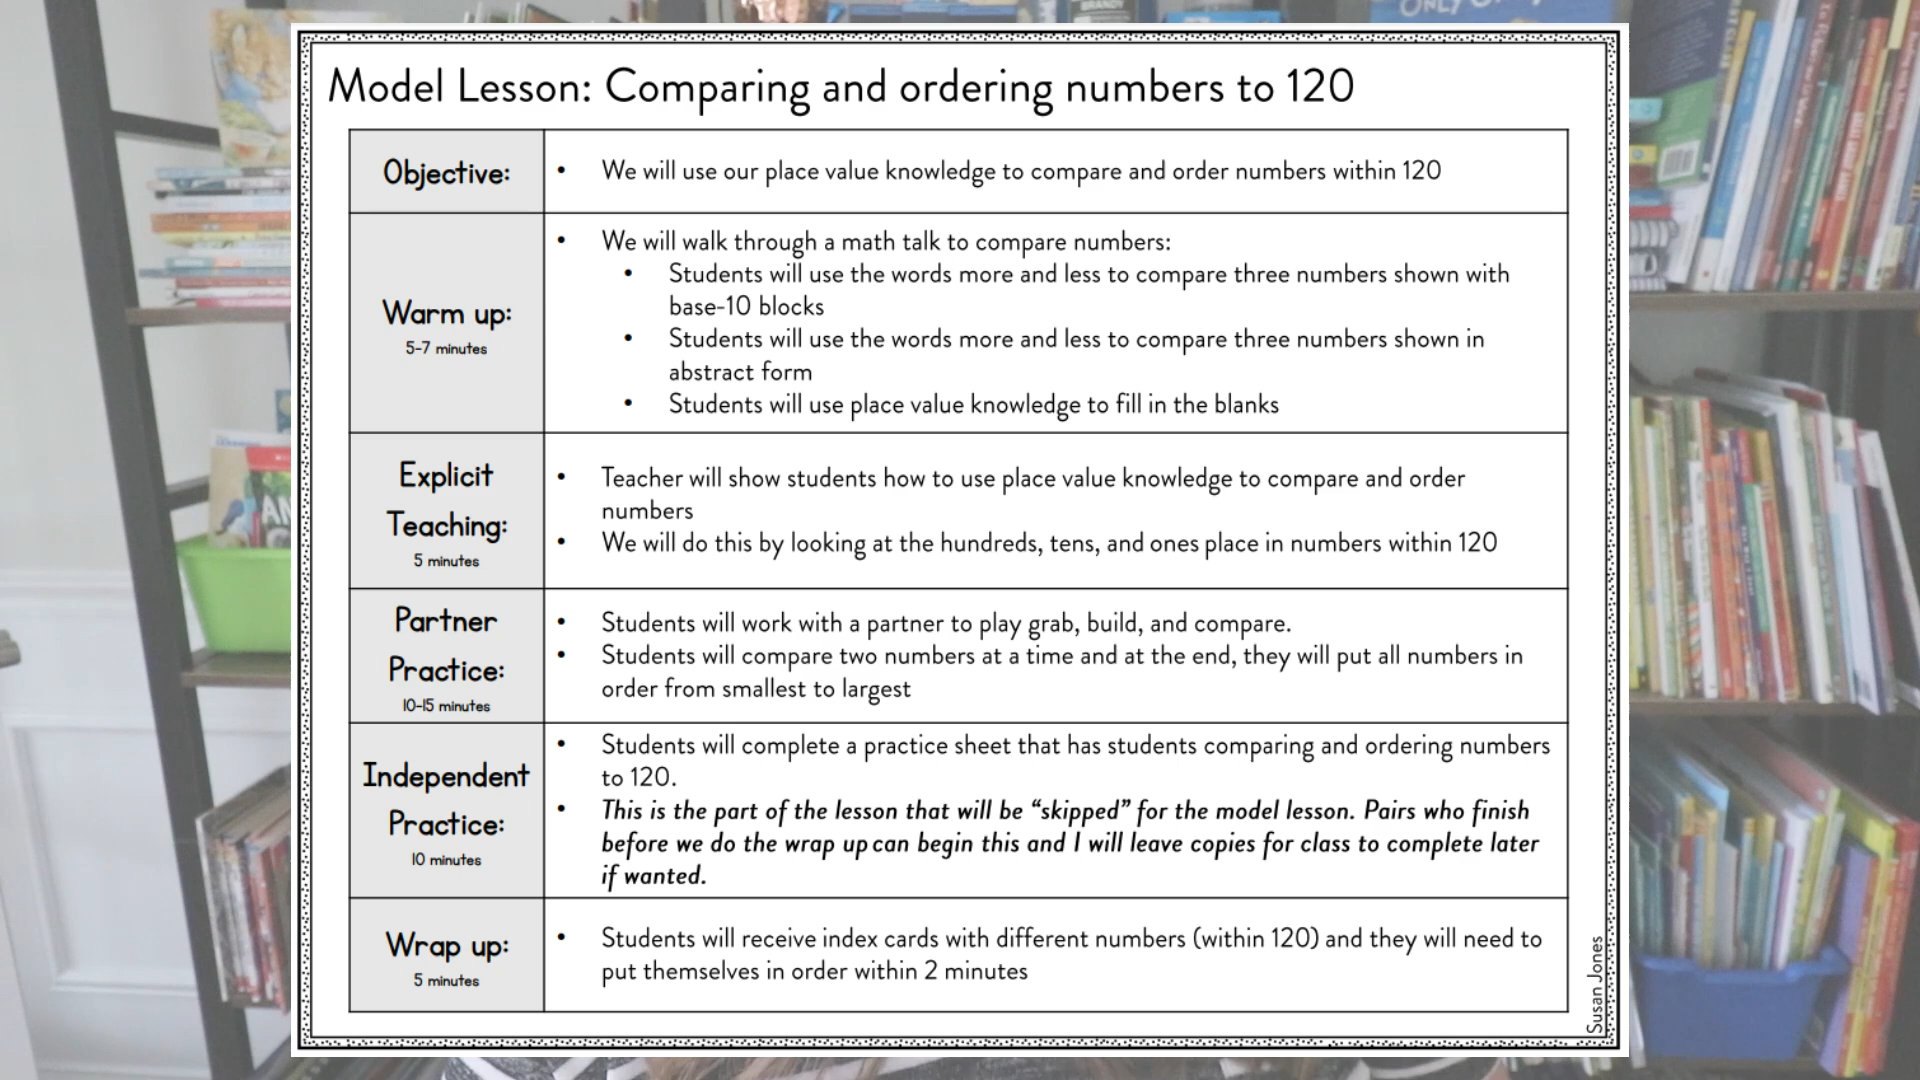 BRANDY
ONLY
Model Lesson: Comparing and ordering numbers to 120
Objective:
• We will use our place value knowledge to compare and order numbers within 120
Warm up:
5-7 minutes
• We will walk through a math talk to compare numbers:
• Students will use the words more and less to compare three numbers shown with
base-10 blocks
• Students will use the words more and less to compare three numbers shown in
abstract form
• Students will use place value knowledge to fill in the blanks
Explicit
Teaching:
5 minutes
• Teacher will show students how to use place value knowledge to compare and order
numbers
• We will do this by looking at the hundreds, tens, and ones place in numbers within 120
Partner
Practice:
10-15 minutes
• Students will work with a partner to play grab, build, and compare.
• Students will compare two numbers at a time and at the end, they will put all numbers in
order from smallest to largest
Independent
Practice:
10 minutes
• Students will complete a practice sheet that has students comparing and ordering numbers
to 120.
• This is the part of the lesson that will be “skipped” for the model lesson. Pairs who finish
before we do the wrap up can begin this and I will leave copies for class to complete later
if wanted.
Wrap up:
5 minutes
• Students will receive index cards with different numbers (within 120) and they will need to
put themselves in order within 2 minutes
Susan Jones